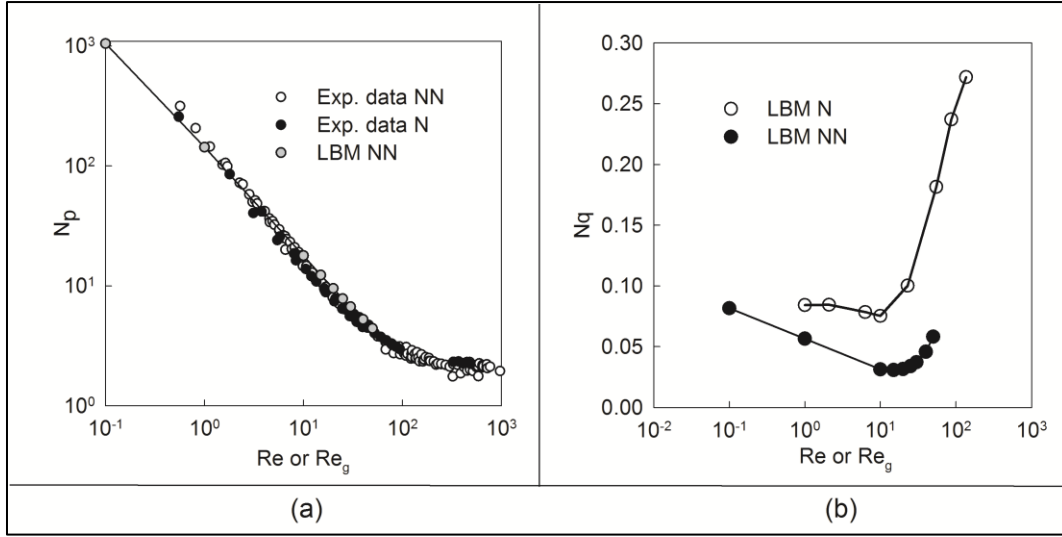 10³
10²
10¹
10⁰
Np
Exp. data NN
Exp. data N
LBM NN
10⁻¹ 10⁰ 10¹ 10² 10³
Re or Reg
(a)
0.30
0.25
0.20
0.15
0.10
0.05
0.00
Nq
LBM N
LBM NN
10⁻² 10⁻¹ 10⁰ 10¹ 10² 10³
Re or Reg
(b)